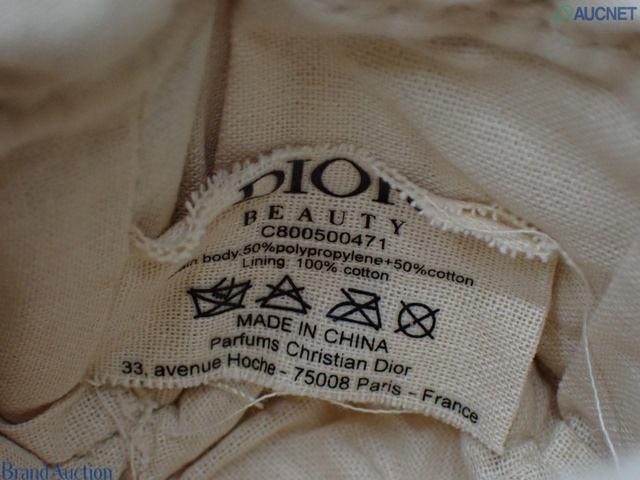 AUCNET
DIOR
BEAUTY
C800500471
body:50%polypropylene+50%cotton
Lining: 100% cotton
MADE IN CHINA
Parfums Christian Dior
33, avenue Hoche - 75008 Paris - France
Brand Auction